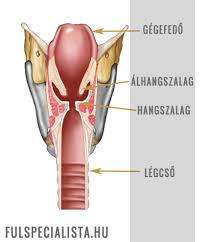 GÉGEFEDŐ
ÁLHANGSZALAG
HANGSZALAG
LÉGCSŐ
FULSPECIALISTA.HU